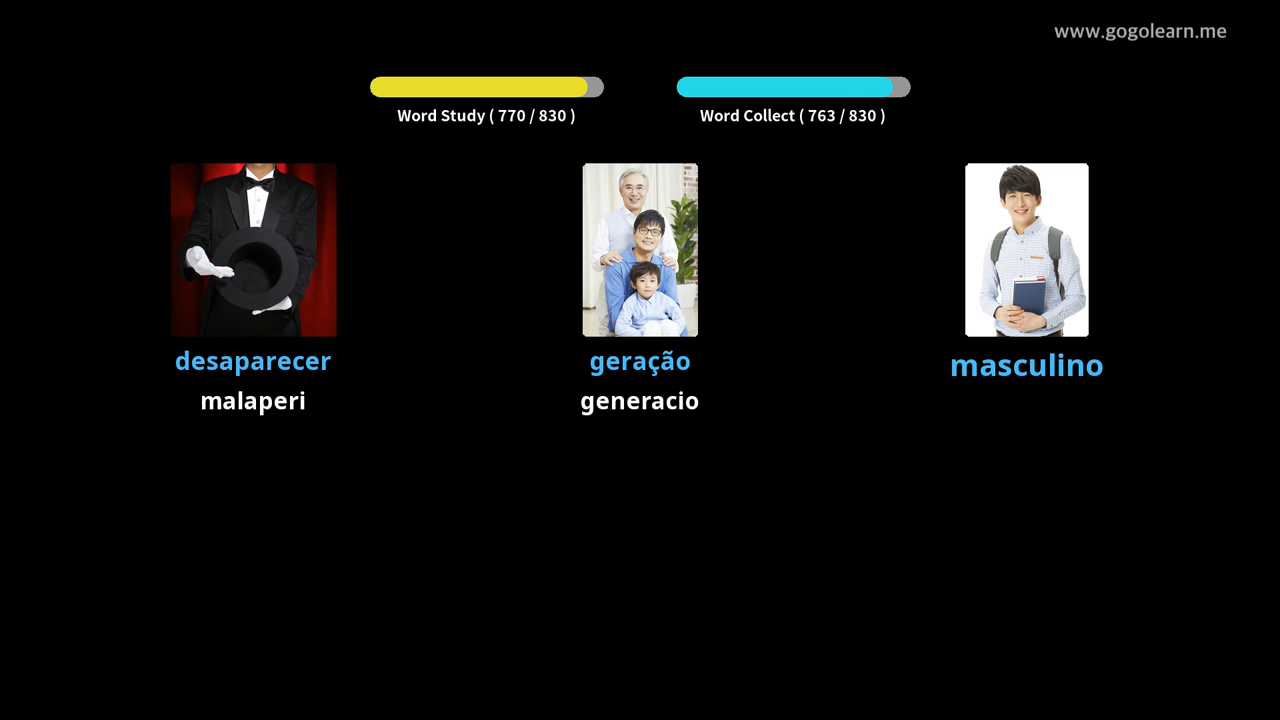 www.gogolearn.me
Word Study ( 770 / 830 )
Word Collect ( 763 / 830 )
desaparecer
malaperi
geração
generacio
masculino